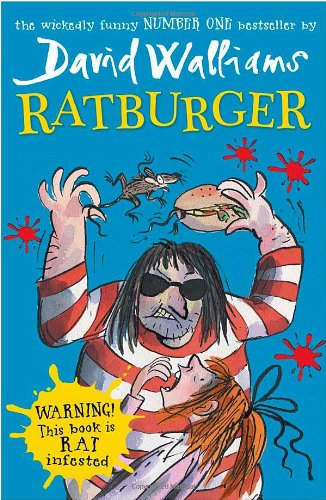 the wickedly funny NUMBER ONE bestseller by
David Walliams
RATBURGER
WARNING!
This book is
RAT
infested